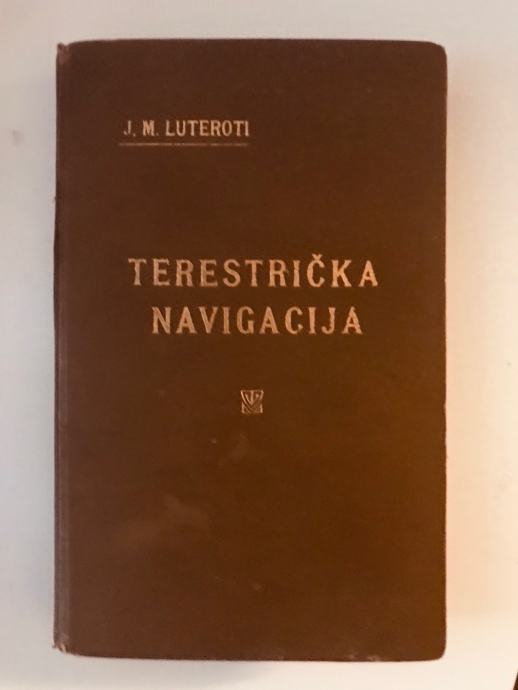 J. M. LUTEROTI
TERESTRIČKA
NAVIGACIJA